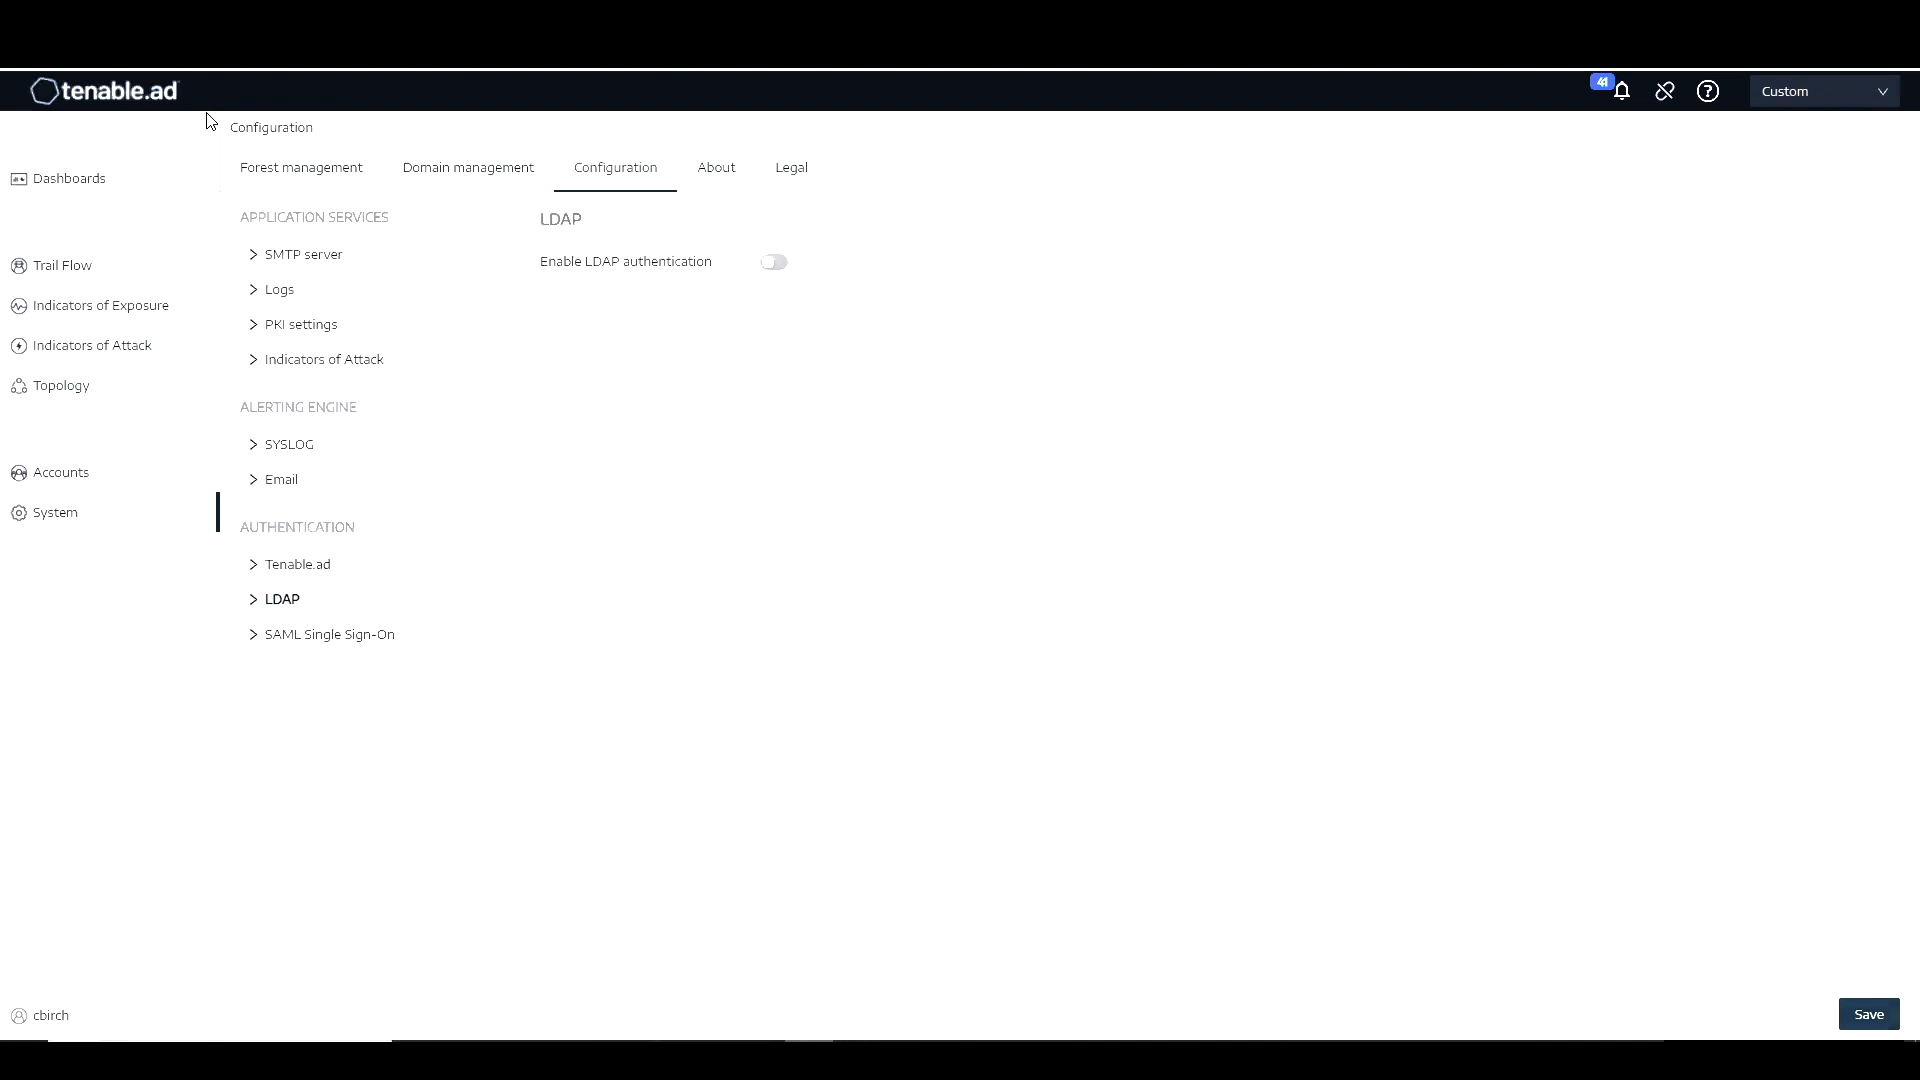 tenable.ad
44
Custom
Configuration
Forest management
Domain management
Configuration
About
Legal
Dashboards
Trail Flow
Indicators of Exposure
Indicators of Attack
Topology
Accounts
System
APPLICATION SERVICES
SMTP server
Logs
PKI settings
Indicators of Attack
ALERTING ENGINE
SYSLOG
Email
AUTHENTICATION
Tenable.ad
LDAP
SAML Single Sign-On
LDAP
Enable LDAP authentication
cbirch
Save